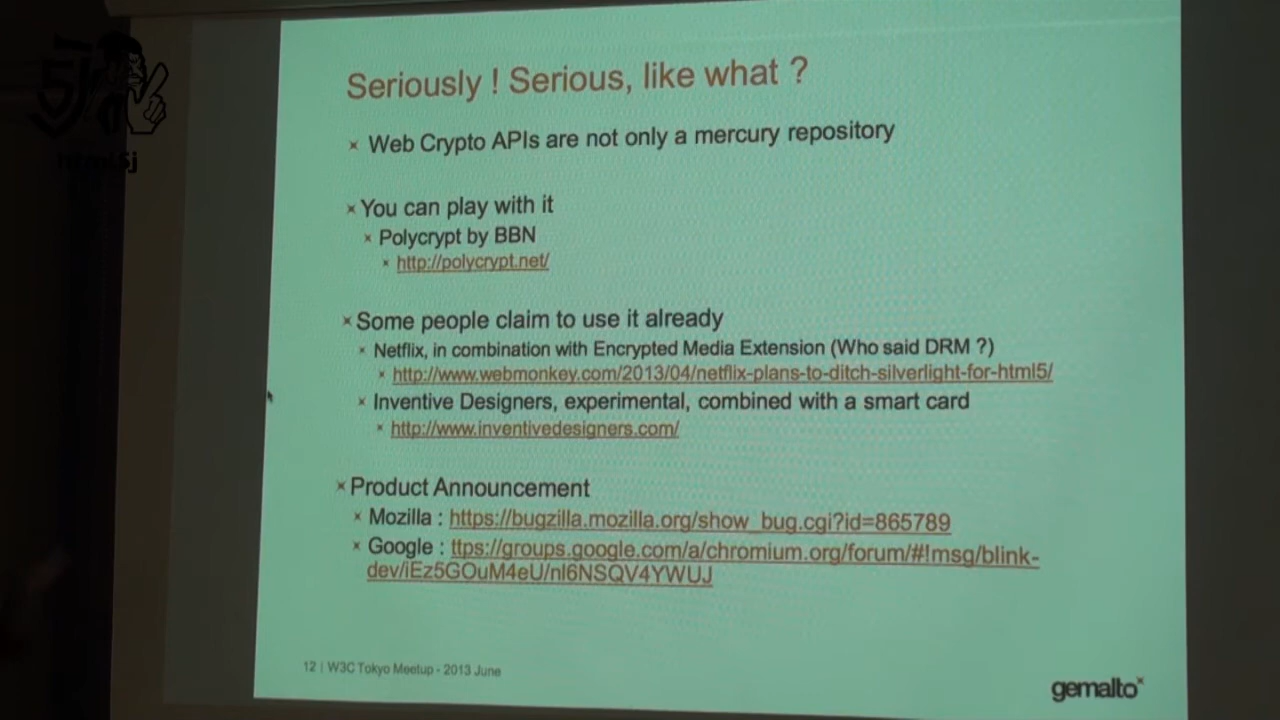 html5j
Seriously ! Serious, like what ?
Web Crypto APIs are not only a mercury repository
You can play with it
Polycrypt by BBN
http://polycrypt.net/
Some people claim to use it already
Netflix, in combination with Encrypted Media Extension (Who said DRM ?)
http://www.webmonkey.com/2013/04/netflix-plans-to-ditch-silverlight-for-html5/
Inventive Designers, experimental, combined with a smart card
http://www.inventivedesigners.com/
Product Announcement
Mozilla : https://bugzilla.mozilla.org/show_bug.cgi?id=865789
Google : ttps://groups.google.com/a/chromium.org/forum/#!msg/blink-
dev/iEz5GOuM4eU/nl6NSQV4YWUJ
12 | W3C Tokyo Meetup - 2013 June
gemalto